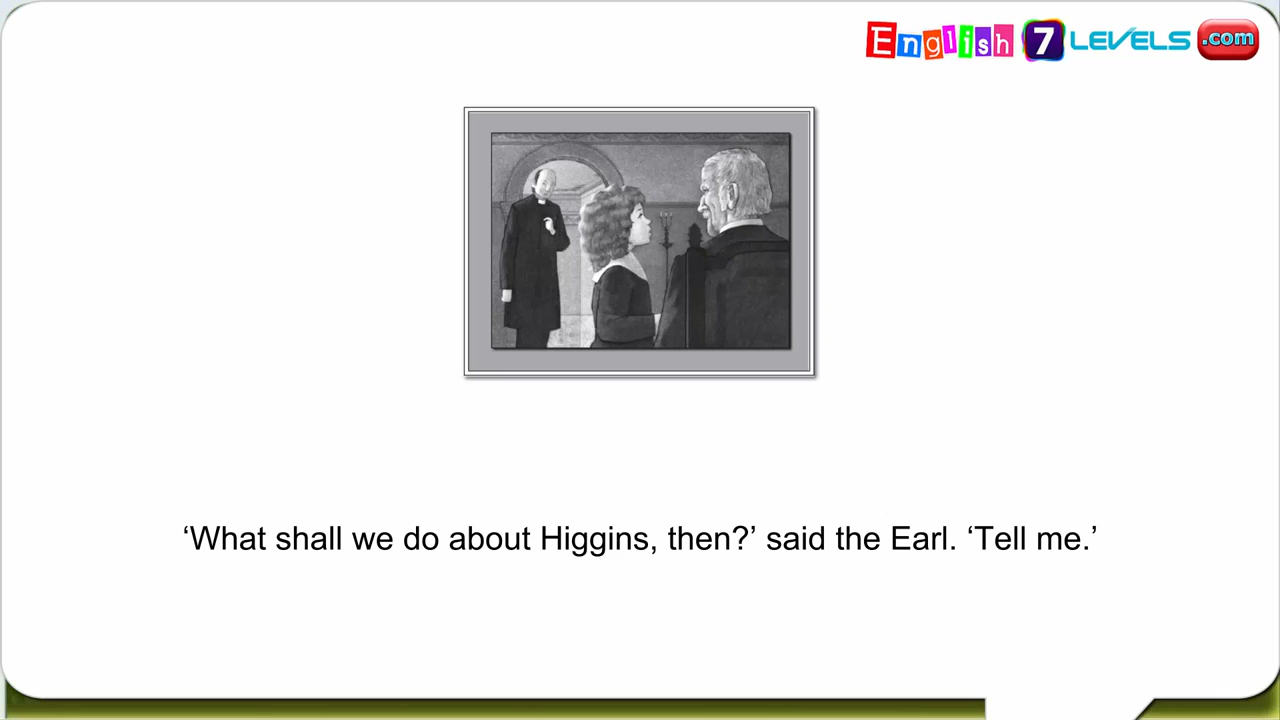 English 7 LEVELS .com
‘What shall we do about Higgins, then?’ said the Earl. ‘Tell me.’